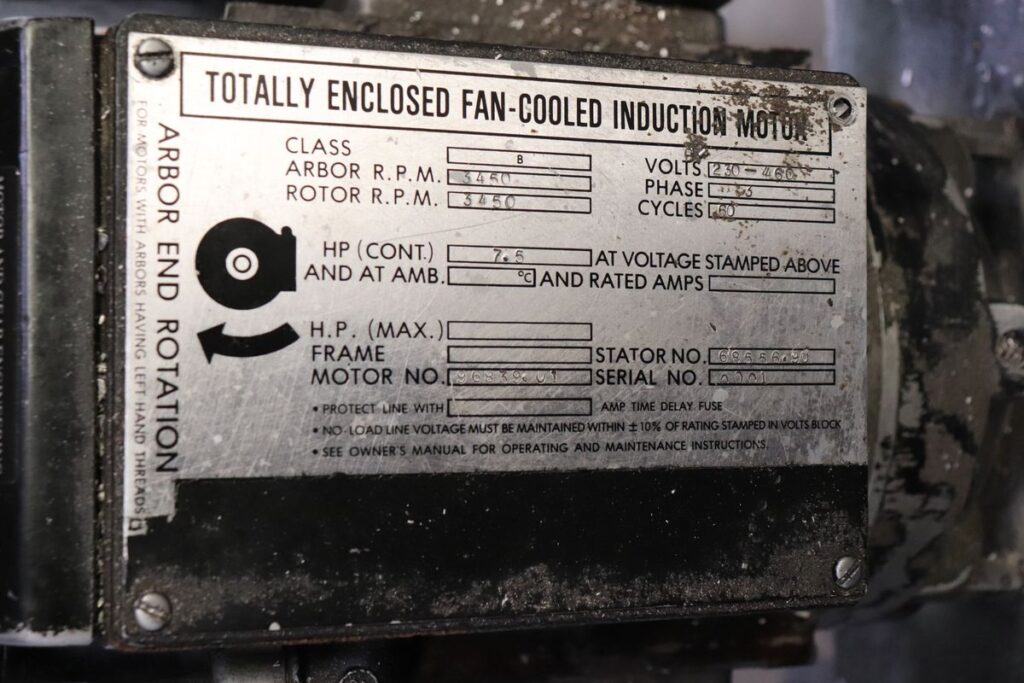 TOTALLY ENCLOSED FAN-COOLED INDUCTION MOTOR
CLASS B
ARBOR R.P.M. 3450
ROTOR R.P.M. 3450
VOLTS 230-460
PHASE 3
CYCLES 60
HP (CONT.) 7.5 AT VOLTAGE STAMPED ABOVE
AND AT AMB. °C AND RATED AMPS
H.P. (MAX.)
FRAME
STATOR NO.
MOTOR NO.
SERIAL NO.
• PROTECT LINE WITH AMP TIME DELAY FUSE
• NO-LOAD LINE VOLTAGE MUST BE MAINTAINED WITHIN ±10% OF RATING STAMPED IN VOLTS BLOCK
• SEE OWNER'S MANUAL FOR OPERATING AND MAINTENANCE INSTRUCTIONS.
ARBOR END ROTATION
FOR MOTORS WITH ARBORS HAVING LEFT HAND THREADS